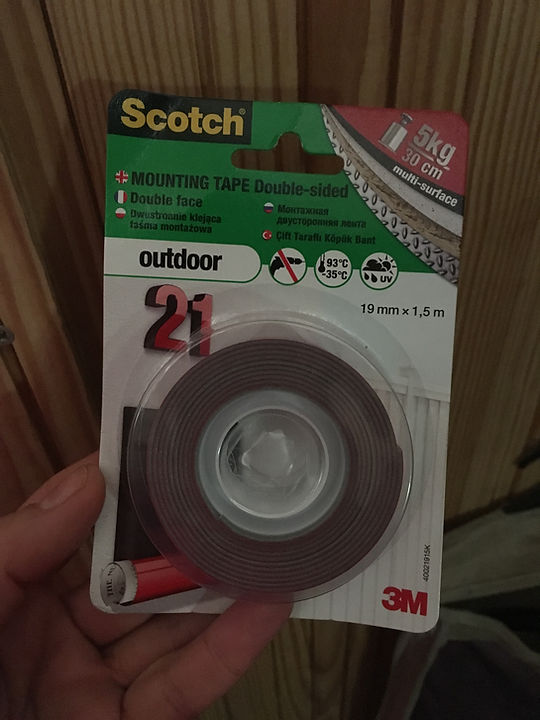 Scotch®
5kg
30 cm
multi-surface
MOUNTING TAPE Double-sided
Double face
Dwustronnie klejąca
taśma montażowa
Монтажная
двусторонняя лента
Çift Taraflı Köpük Bant
outdoor
93°C
-35°C
UV
21
19 mm × 1,5 m
40021915K
3M